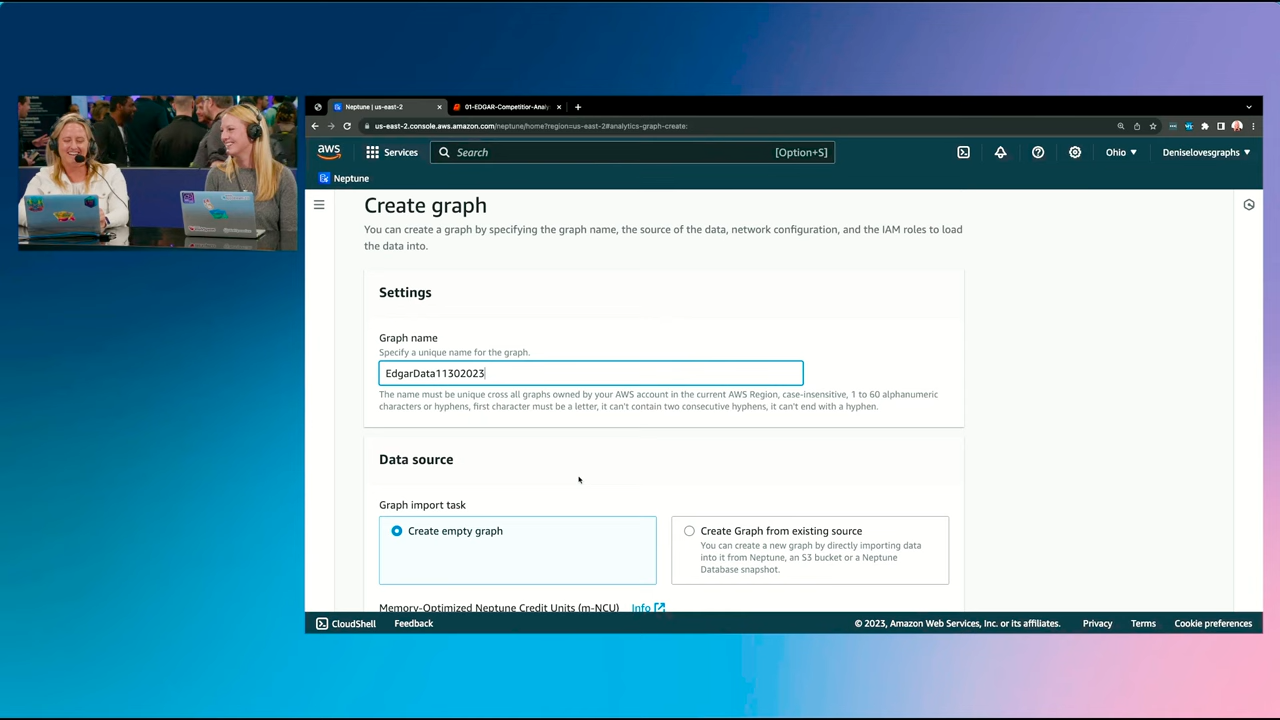 Neptune | us-east-2
01-EDGAR-Competitior-Analy
us-east-2.console.aws.amazon.com/neptune/home?region=us-east-2#analytics-graph-create:
aws
Services
Search
[Option+S]
Ohio
Deniselovesgraphs
Neptune
Create graph
You can create a graph by specifying the graph name, the source of the data, network configuration, and the IAM roles to load
the data into.
Settings
Graph name
Specify a unique name for the graph.
EdgarData11302023
The name must be unique cross all graphs owned by your AWS account in the current AWS Region, case-insensitive, 1 to 60 alphanumeric
characters or hyphens, first character must be a letter, it can't contain two consecutive hyphens, it can't end with a hyphen.
Data source
Graph import task
Create empty graph
Create Graph from existing source
You can create a new graph by directly importing data
into it from Neptune, an S3 bucket or a Neptune
Database snapshot.
Memory-Optimized Neptune Credit Units (m-NCU)
Info
CloudShell
Feedback
© 2023, Amazon Web Services, Inc. or its affiliates.
Privacy
Terms
Cookie preferences